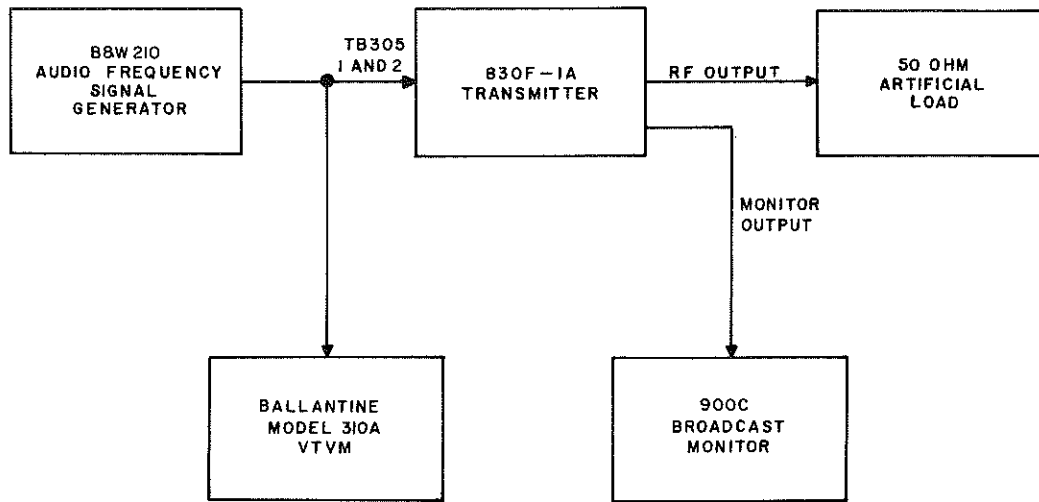 B8W 210
AUDIO FREQUENCY
SIGNAL
GENERATOR
TB305
1 AND 2
830F-1A
TRANSMITTER
RF OUTPUT
50 OHM
ARTIFICIAL
LOAD
MONITOR
OUTPUT
BALLANTINE
MODEL 310A
VTVM
900C
BROADCAST
MONITOR